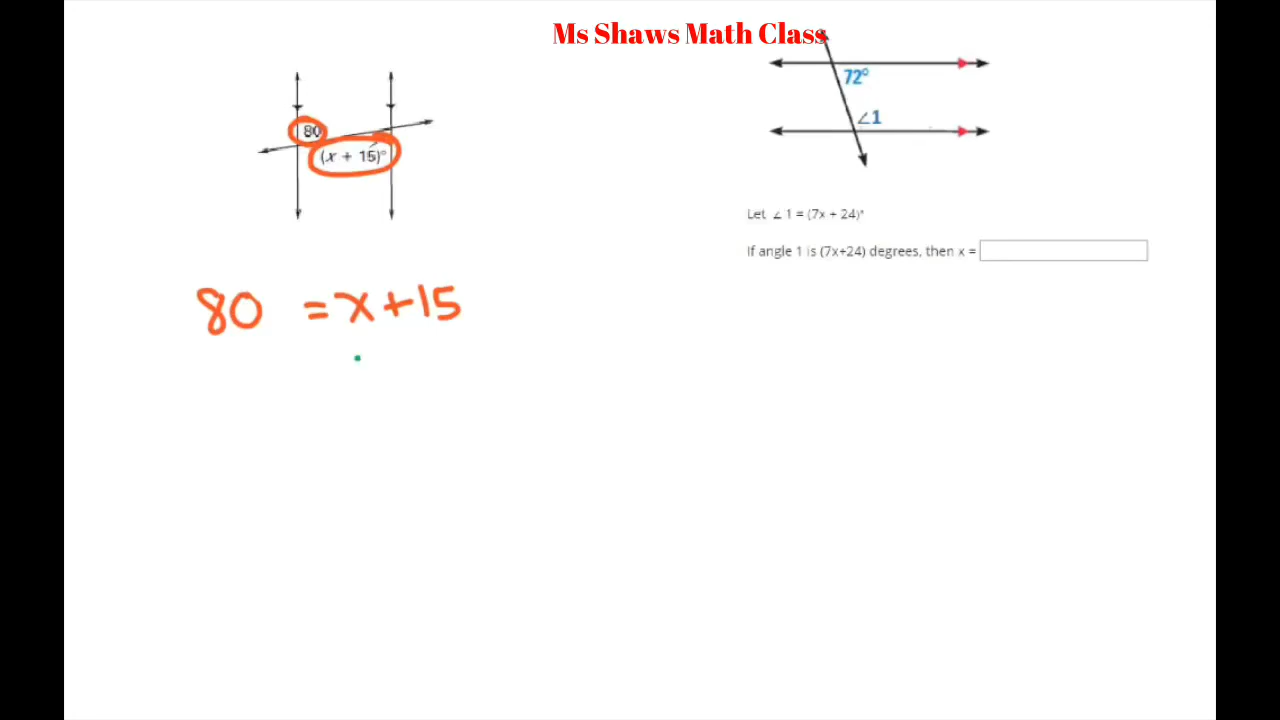 Ms Shaws Math Class
80
(x + 15)°
80 = x + 15
72°
∠1
Let ∠ 1 = (7x + 24)°
If angle 1 is (7x+24) degrees, then x =